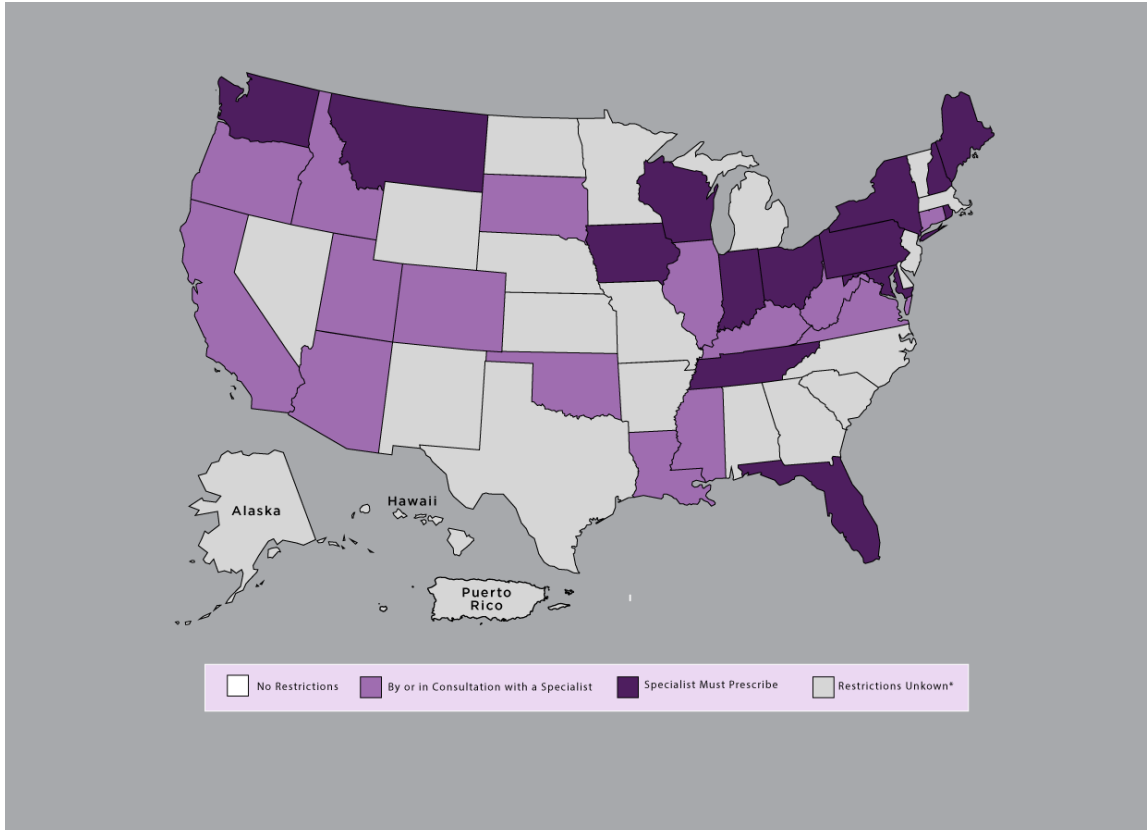 Alaska
Hawaii
Puerto
Rico
No Restrictions
By or in Consultation with a Specialist
Specialist Must Prescribe
Restrictions Unkown*